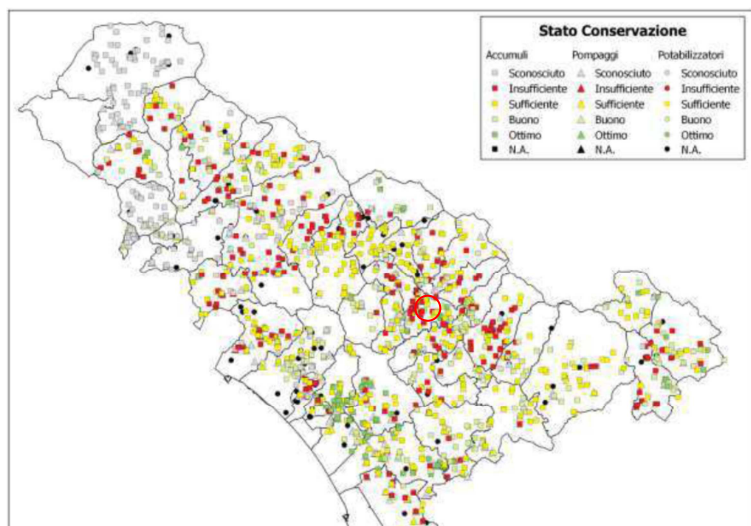 Stato Conservazione
Accumuli Pompaggi Potabilizzatori
Sconosciuto Sconosciuto Sconosciuto
Insufficiente Insufficiente Insufficiente
Sufficiente Sufficiente Sufficiente
Buono Buono Buono
Ottimo Ottimo Ottimo
N.A. N.A. N.A.